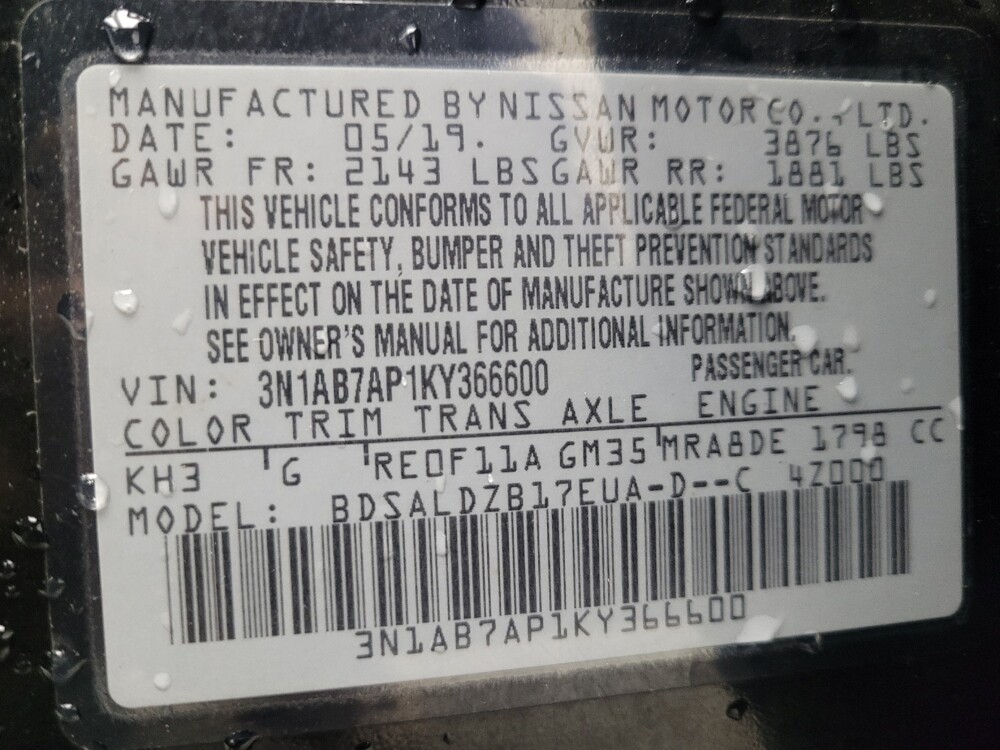 MANUFACTURED BY NISSAN MOTOR CO., LTD.
DATE: 05/19. GVWR: 3876 LBS
GAWR FR: 2143 LBS GAWR RR: 1881 LBS
THIS VEHICLE CONFORMS TO ALL APPLICABLE FEDERAL MOTOR
VEHICLE SAFETY, BUMPER AND THEFT PREVENTION STANDARDS
IN EFFECT ON THE DATE OF MANUFACTURE SHOWN ABOVE.
SEE OWNER'S MANUAL FOR ADDITIONAL INFORMATION.
VIN: 3N1AB7AP1KY366600 PASSENGER CAR.
COLOR TRIM TRANS AXLE ENGINE
KH3 G RE0F11A GM35 MRA8DE 1798 CC
MODEL: BDSALDZB17EUA-D--C 4Z000
3N1AB7AP1KY366600